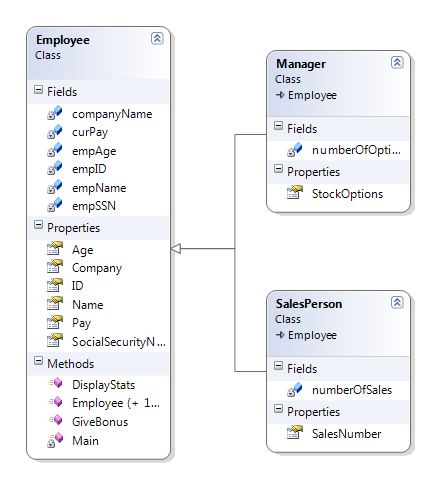 Employee
Class
Fields
companyName
curPay
empAge
empID
empName
empSSN
Properties
Age
Company
ID
Name
Pay
SocialSecurityN...
Methods
DisplayStats
Employee (+ 1...
GiveBonus
Main
Manager
Class
Employee
Fields
numberOfOpti...
Properties
StockOptions
SalesPerson
Class
Employee
Fields
numberOfSales
Properties
SalesNumber